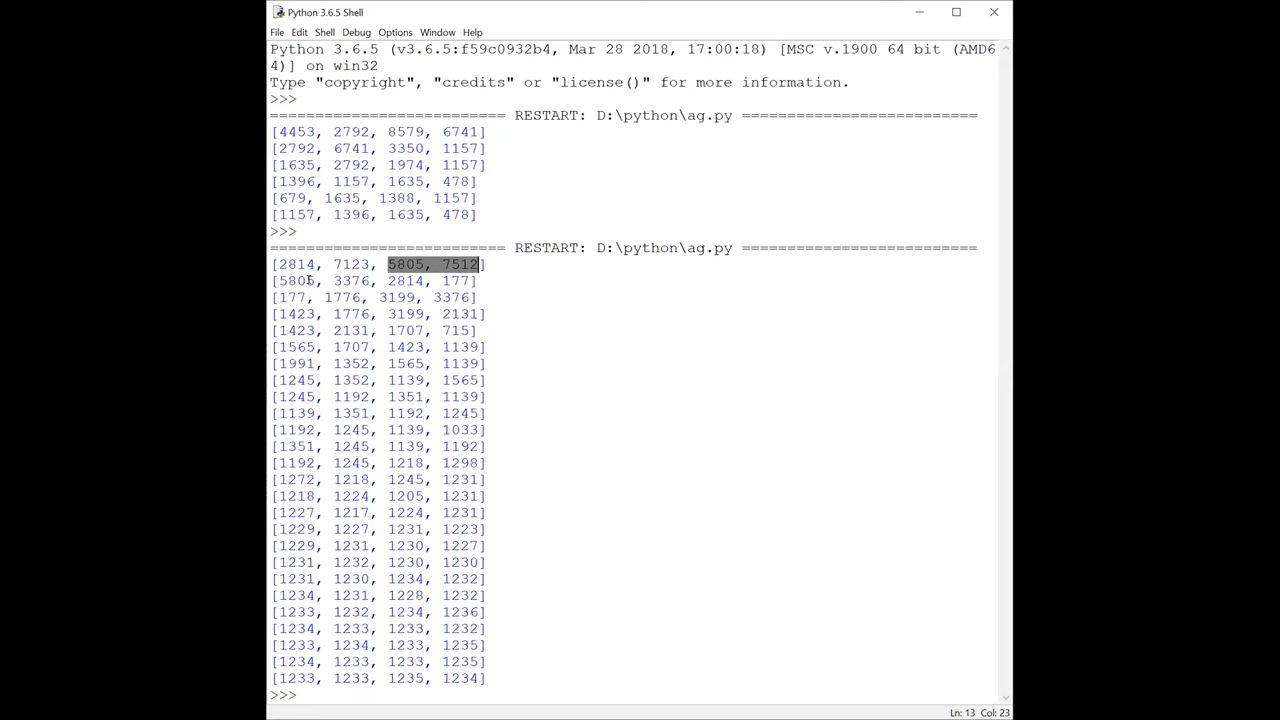 Python 3.6.5 Shell
File Edit Shell Debug Options Window Help
Python 3.6.5 (v3.6.5:f59c0932b4, Mar 28 2018, 17:00:18) [MSC v.1900 64 bit (AMD6
4)] on win32
Type "copyright", "credits" or "license()" for more information.
>>>
========================== RESTART: D:\python\ag.py ==========================
[4453, 2792, 8579, 6741]
[2792, 6741, 3350, 1157]
[1635, 2792, 1974, 1157]
[1396, 1157, 1635, 478]
[679, 1635, 1388, 1157]
[1157, 1396, 1635, 478]
>>>
========================== RESTART: D:\python\ag.py ==========================
[2814, 7123, 5805, 7512]
[5805, 3376, 2814, 177]
[177, 1776, 3199, 3376]
[1423, 1776, 3199, 2131]
[1423, 2131, 1707, 715]
[1565, 1707, 1423, 1139]
[1991, 1352, 1565, 1139]
[1245, 1352, 1139, 1565]
[1245, 1192, 1351, 1139]
[1139, 1351, 1192, 1245]
[1192, 1245, 1139, 1033]
[1351, 1245, 1139, 1192]
[1192, 1245, 1218, 1298]
[1272, 1218, 1245, 1231]
[1218, 1224, 1205, 1231]
[1227, 1217, 1224, 1231]
[1229, 1227, 1231, 1223]
[1229, 1231, 1230, 1227]
[1231, 1232, 1230, 1230]
[1231, 1230, 1234, 1232]
[1234, 1231, 1228, 1232]
[1233, 1232, 1234, 1236]
[1234, 1233, 1233, 1232]
[1233, 1234, 1233, 1235]
[1234, 1233, 1233, 1235]
[1233, 1233, 1235, 1234]
>>>
Ln: 13 Col: 23